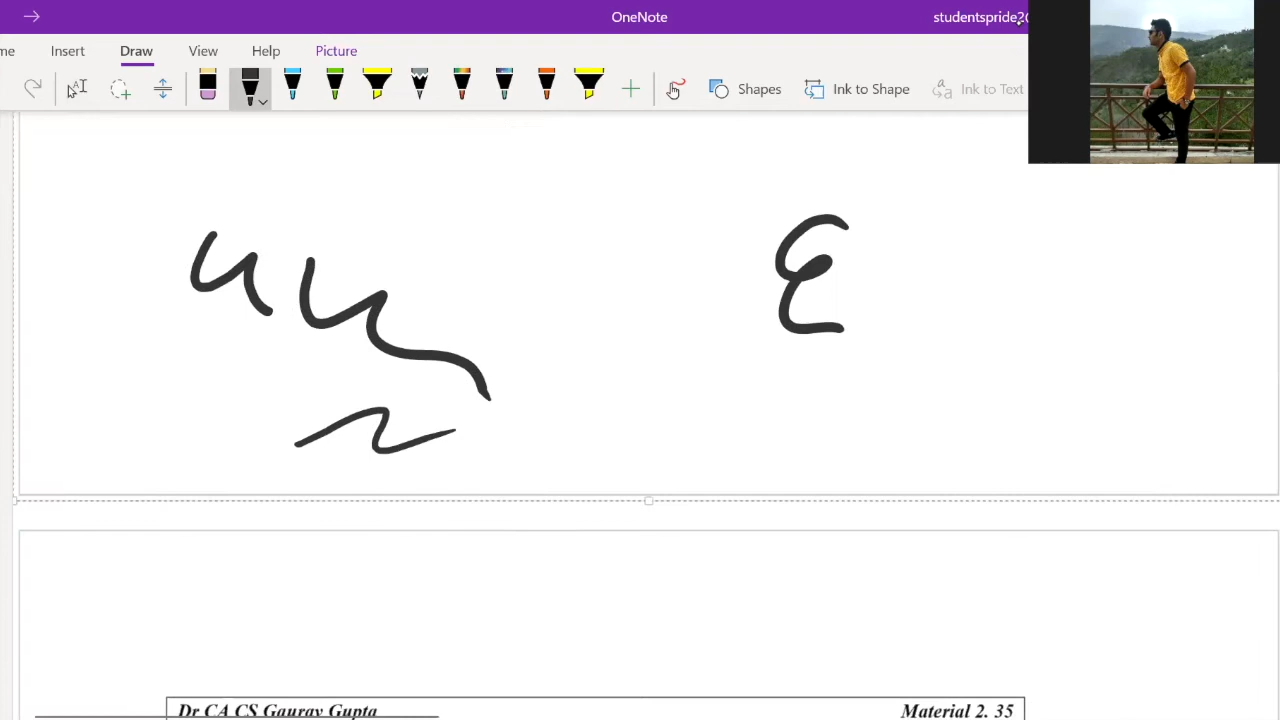 OneNote
studentspride2(
me Insert Draw View Help Picture
Shapes Ink to Shape Ink to Text
Dr CA CS Gaurav Gupta Material 2. 35